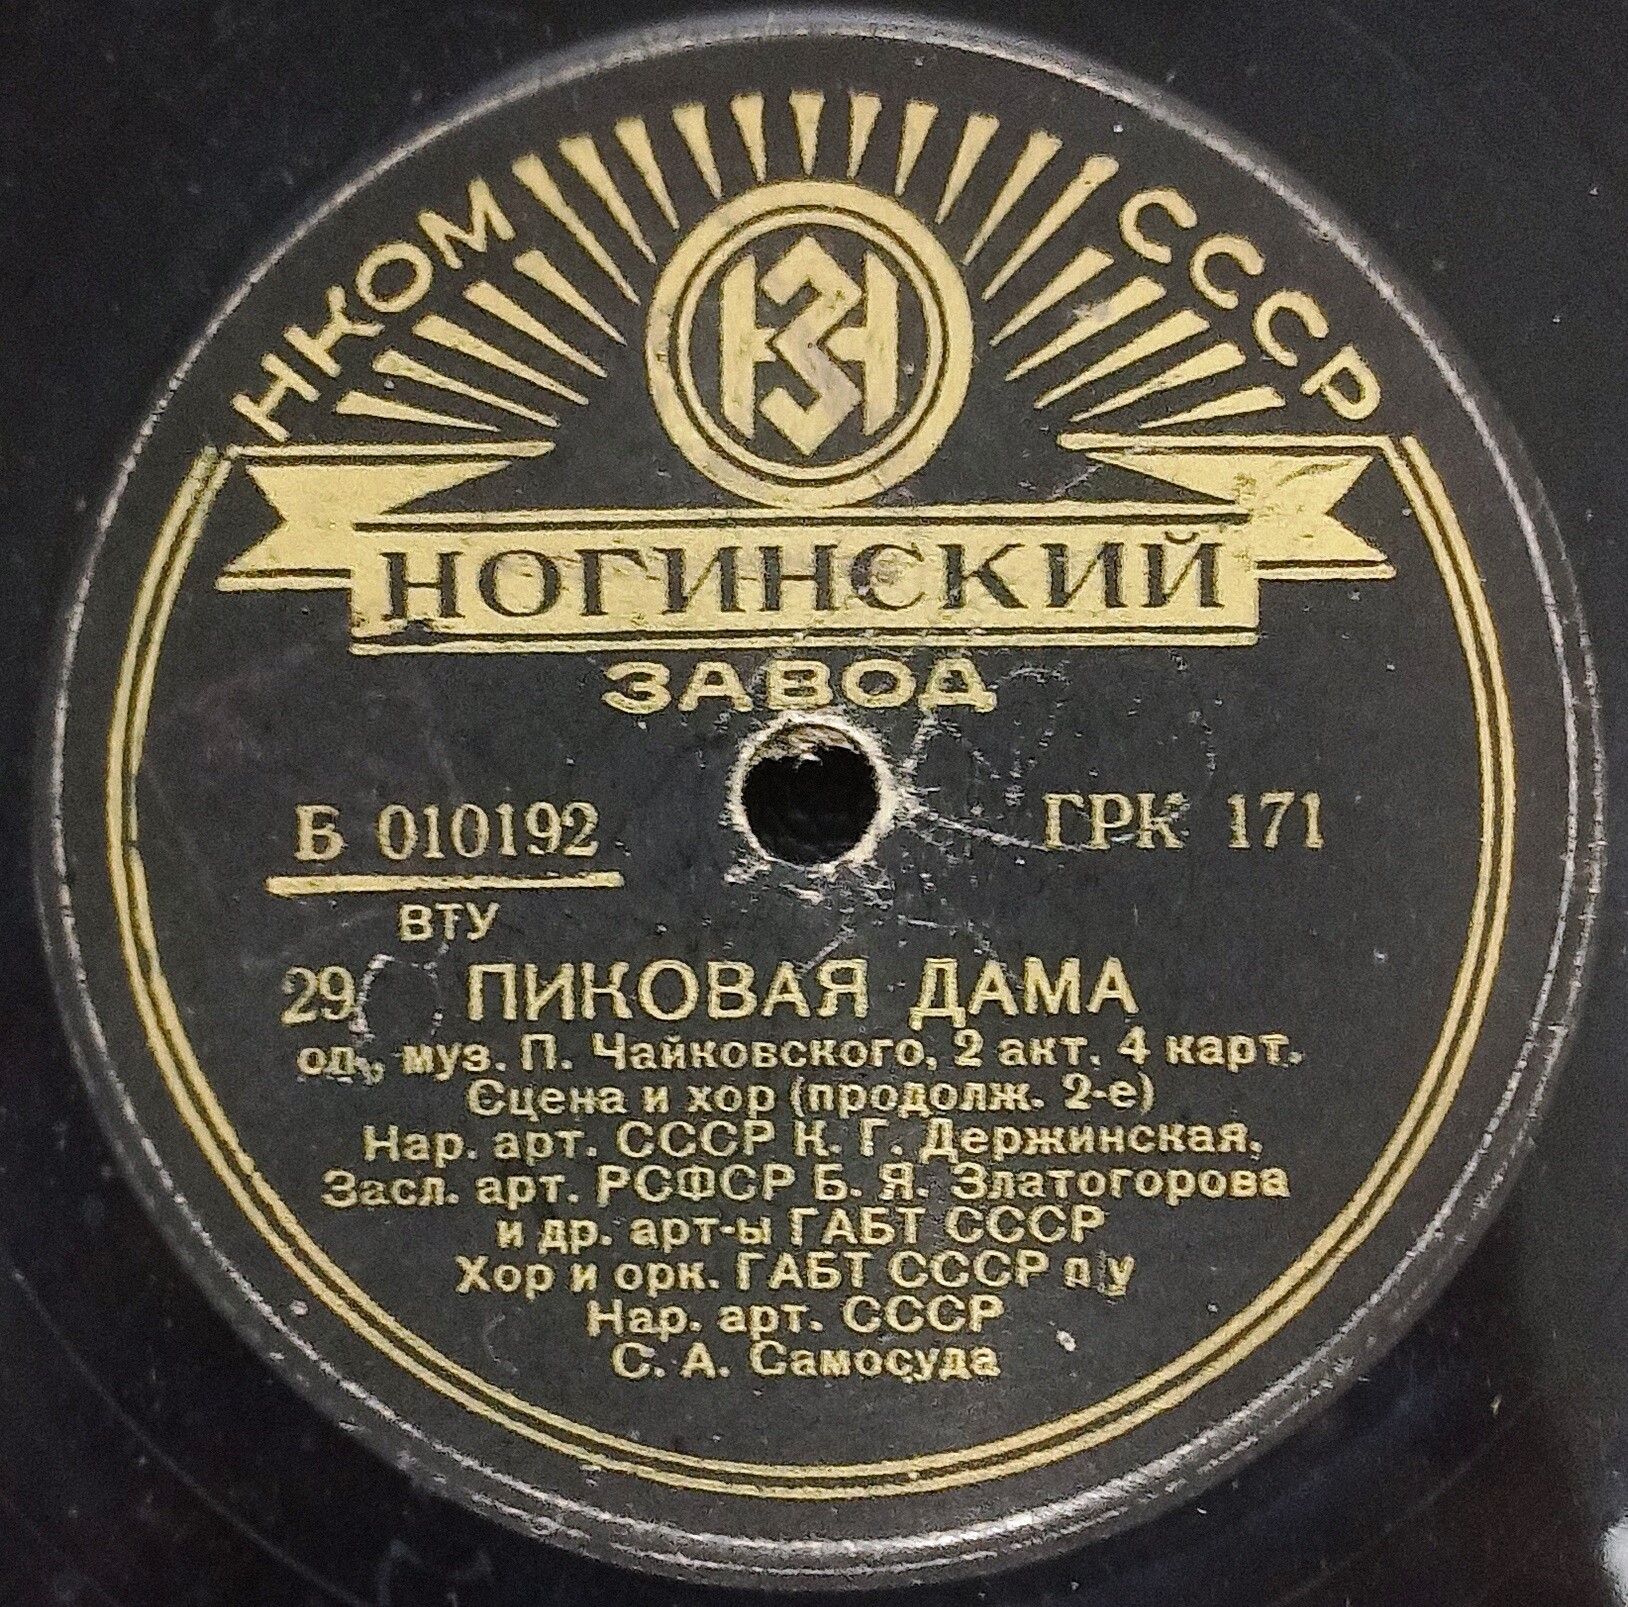 НКОМ СССР
НЗ
НОГИНСКИЙ
ЗАВОД
Б 010192 ГРК 171
ВТУ
29 ПИКОВАЯ ДАМА
оп. муз. П. Чайковского, 2 акт. 4 карт.
Сцена и хор (продолж. 2-е)
Нар. арт. СССР К. Г. Держинская,
Засл. арт. РСФСР Б. Я. Златогорова
и др. арт-ы ГАБТ СССР
Хор и орк. ГАБТ СССР п/у
Нар. арт. СССР
С. А. Самосуда